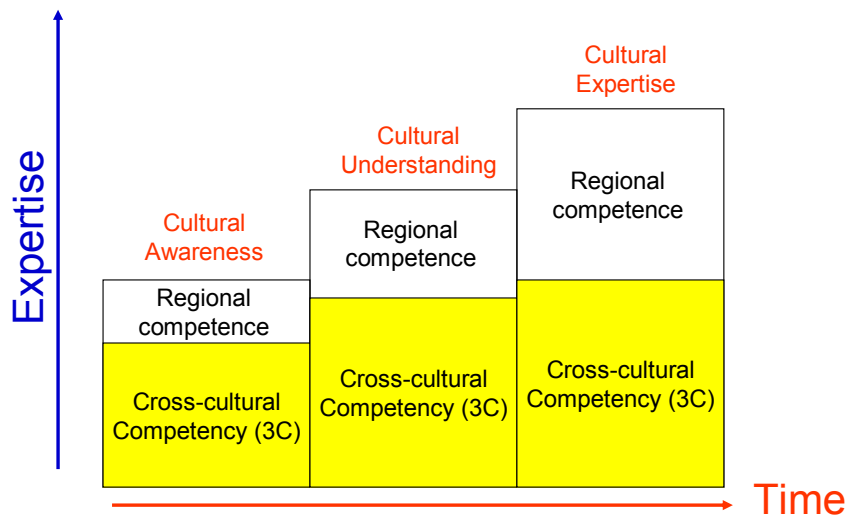 Expertise
Cultural
Awareness
Regional
competence
Cross-cultural
Competency (3C)
Cultural
Understanding
Regional
competence
Cross-cultural
Competency (3C)
Cultural
Expertise
Regional
competence
Cross-cultural
Competency (3C)
Time